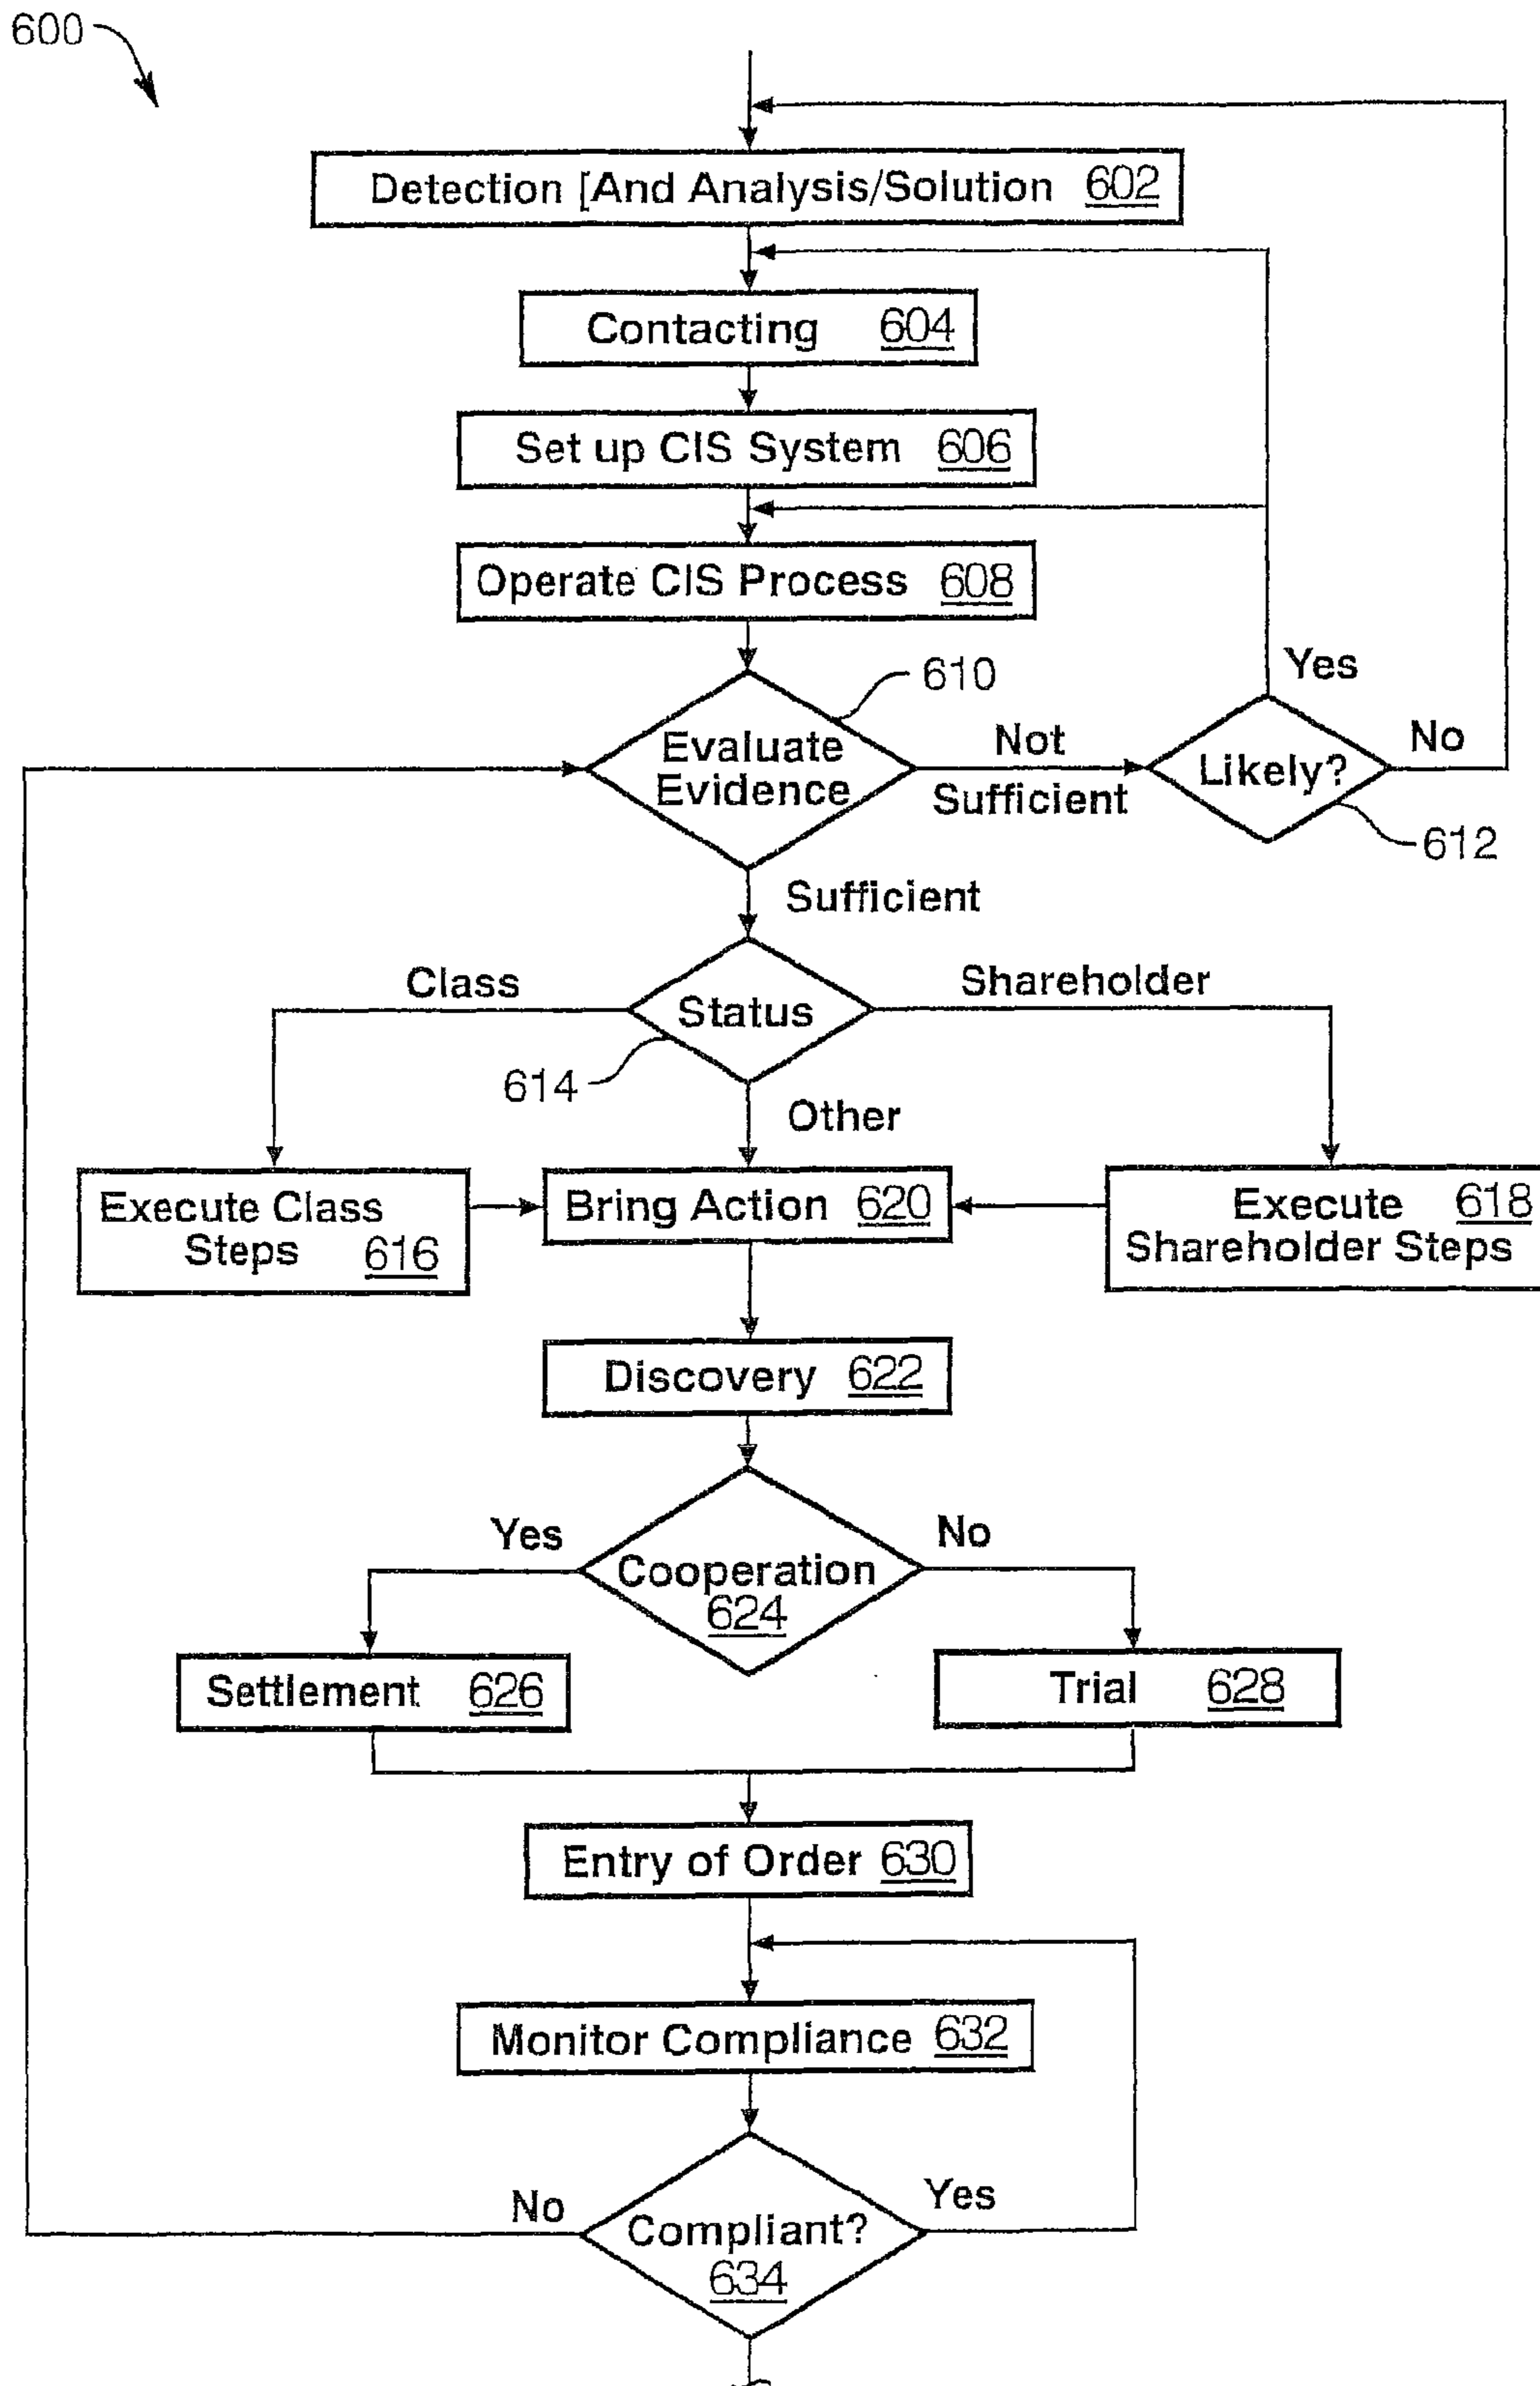 600
Detection [And Analysis/Solution 602
Contacting 604
Set up CIS System 606
Operate CIS Process 608
610
Yes
Evaluate
Evidence
Not
Sufficient
Likely?
No
612
Sufficient
Class
Status
Shareholder
614
Other
Execute Class
Steps 616
Bring Action 620
Execute 618
Shareholder Steps
Discovery 622
Yes
Cooperation
624
No
Settlement 626
Trial 628
Entry of Order 630
Monitor Compliance 632
No
Compliant?
634
Yes